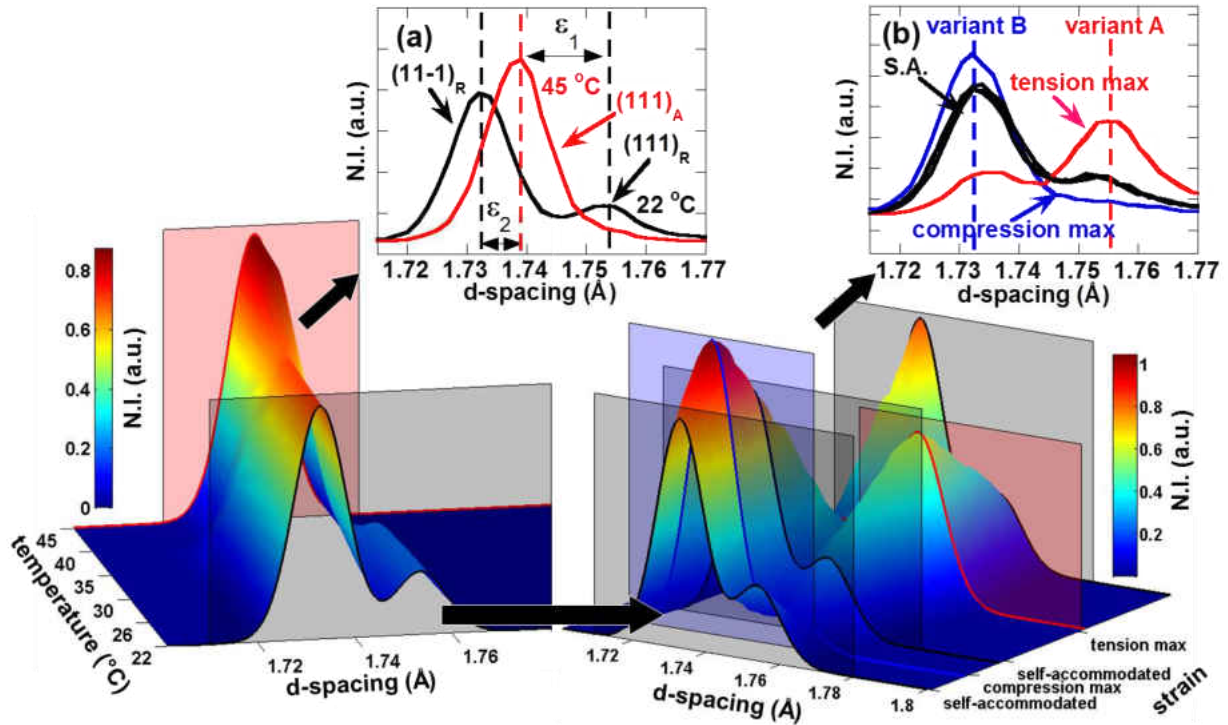 (a)
ε1
(11-1)R
45 °C
(111)A
(111)R
ε2
22 °C
N.I. (a.u.)
1.72 1.73 1.74 1.75 1.76 1.77
d-spacing (Å)
(b)
variant B
variant A
S.A.
tension max
compression max
N.I. (a.u.)
1.72 1.73 1.74 1.75 1.76 1.77
d-spacing (Å)
0.8
0.6
0.4
0.2
0
N.I. (a.u.)
45
40
35
30
26
22
temperature (°C)
1.72
1.74
1.76
d-spacing (Å)
1
0.8
0.6
0.4
0.2
N.I. (a.u.)
1.72
1.74
1.76
1.78
1.8
d-spacing (Å)
tension max
self-accommodated
compression max
self-accommodated
strain